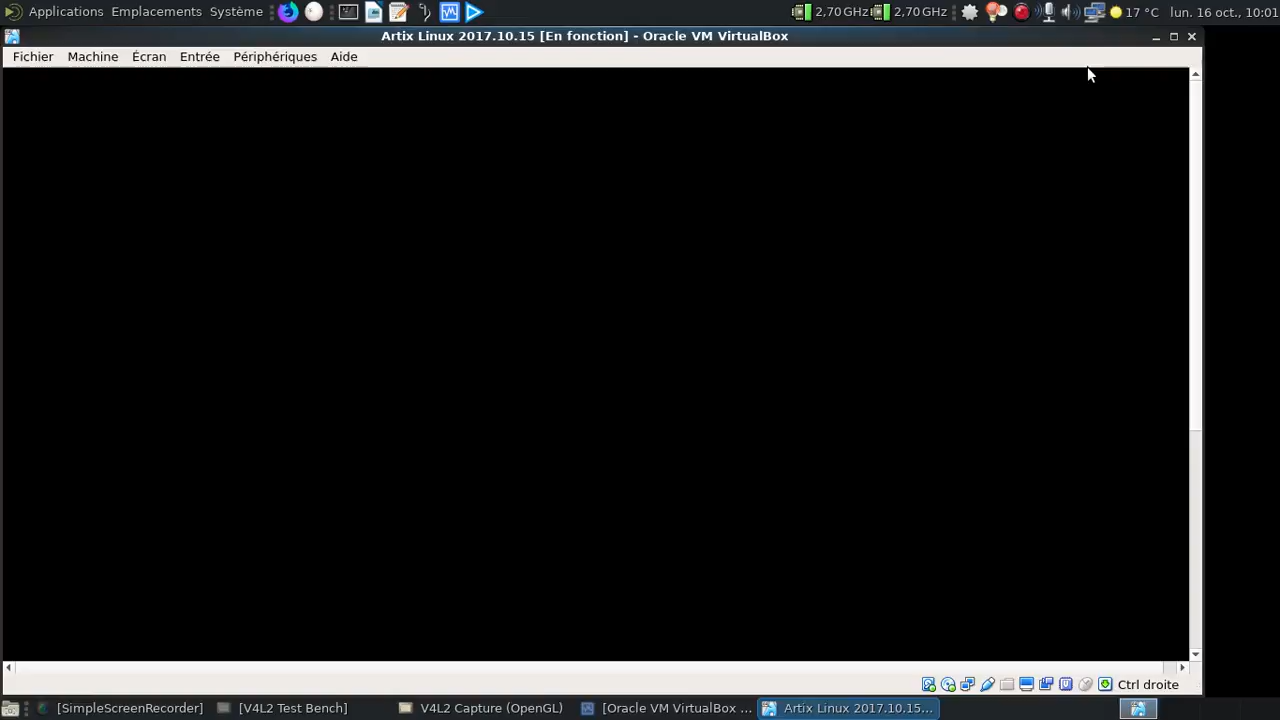 Applications Emplacements Système 2,70 GHz 2,70 GHz 17 °C lun. 16 oct., 10:01
Artix Linux 2017.10.15 [En fonction] - Oracle VM VirtualBox
Fichier Machine Écran Entrée Périphériques Aide
Ctrl droite
[SimpleScreenRecorder] [V4L2 Test Bench] V4L2 Capture (OpenGL) [Oracle VM VirtualBox ... Artix Linux 2017.10.15...